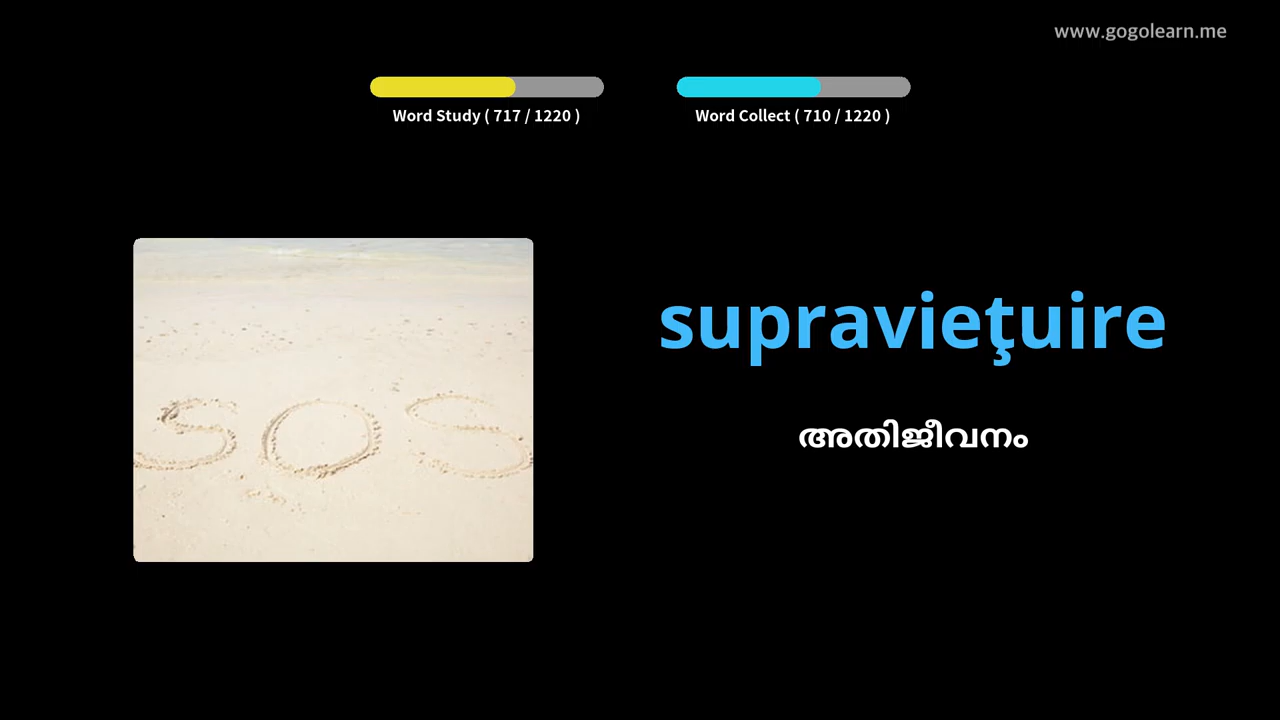 www.gogolearn.me
Word Study ( 717 / 1220 )
Word Collect ( 710 / 1220 )
SOS
supravieţuire
അതിജീവനം